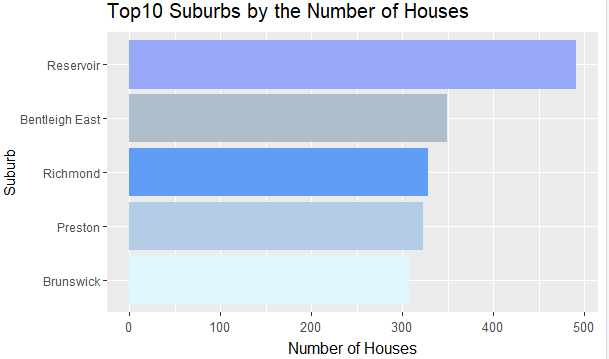 Top10 Suburbs by the Number of Houses
Suburb
Reservoir
Bentleigh East
Richmond
Preston
Brunswick
0 100 200 300 400 500
Number of Houses